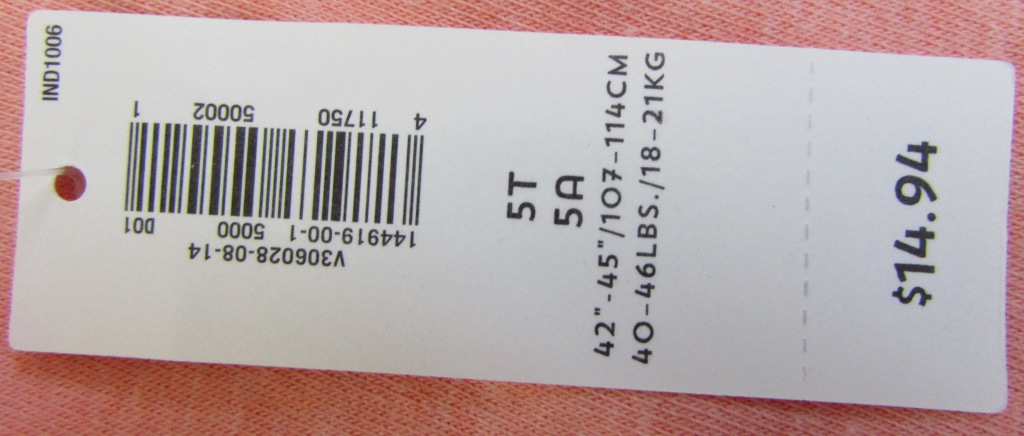 IND1006
4 11750 50002 1
144919-00-1 5000 D01
V306028-08-14
5T
5A
42"-45"/107-114CM
40-46LBS./18-21KG
$14.94